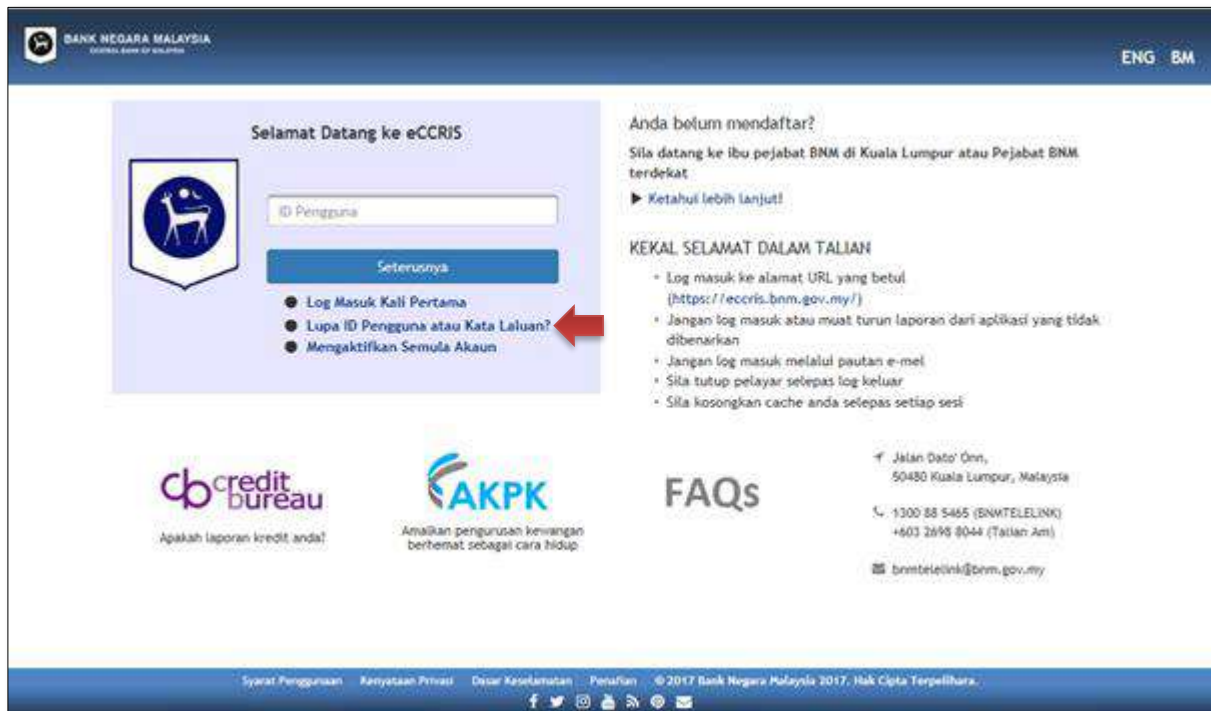 BANK NEGARA MALAYSIA
CENTRAL BANK OF MALAYSIA
ENG BM
Selamat Datang ke eCCRIS
ID Pengguna
Seterusnya
Log Masuk Kali Pertama
Lupa ID Pengguna atau Kata Laluan?
Mengaktifkan Semula Akaun
Anda belum mendaftar?
Sila datang ke ibu pejabat BNM di Kuala Lumpur atau Pejabat BNM
terdekat
Ketahui lebih lanjut!
KEKAL SELAMAT DALAM TALIAN
Log masuk ke alamat URL yang betul
(https://eccris.bnm.gov.my/)
Jangan log masuk atau muat turun laporan dari aplikasi yang tidak
dibenarkan
Jangan log masuk melalui pautan e-mel
Sila tutup pelayar selepas log keluar
Sila kosongkan cache anda selepas setiap sesi
cb credit
bureau
Apakah laporan kredit anda?
AKPK
Amalkan pengurusan kewangan
berhemat sebagai cara hidup
FAQs
Jalan Dato' Onn,
50480 Kuala Lumpur, Malaysia
1300 88 5465 (BNMTELELINK)
+603 2698 8044 (Talian Am)
bnmtelelink@bnm.gov.my
Syarat Penggunaan Kenyataan Privasi Dasar Keselamatan Penafian © 2017 Bank Negara Malaysia 2017. Hak Cipta Terpelihara.